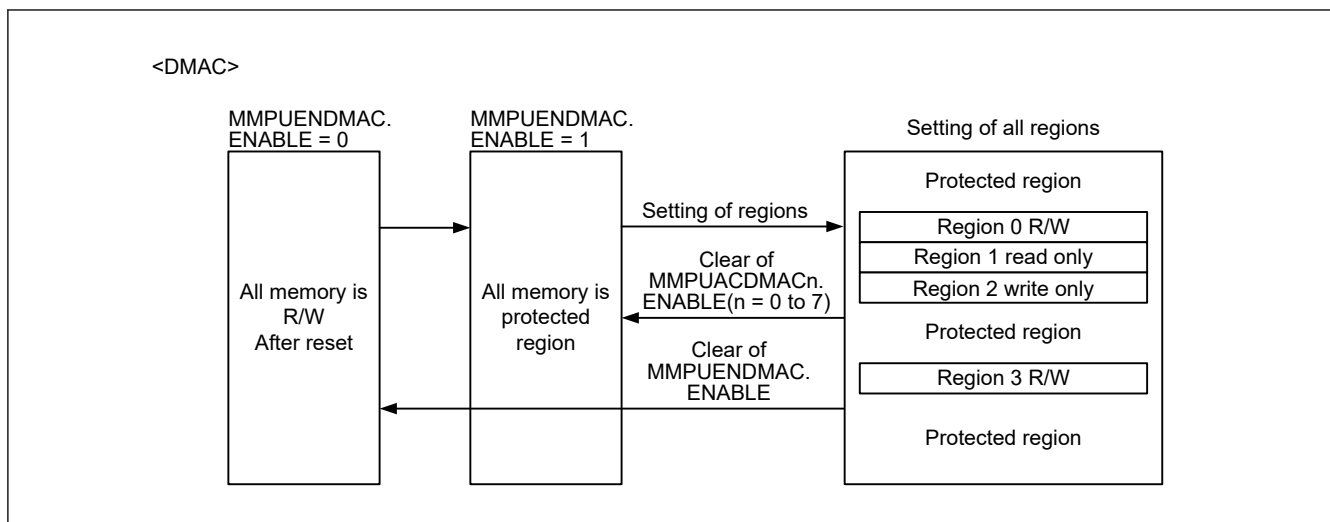 <DMAC>
MMPUENDMAC.
ENABLE = 0
MMPUENDMAC.
ENABLE = 1
Setting of all regions
All memory is
R/W
After reset
All memory is
protected
region
Setting of regions
Clear of
MMPUACDMACn.
ENABLE(n = 0 to 7)
Clear of
MMPUENDMAC.
ENABLE
Protected region
Region 0 R/W
Region 1 read only
Region 2 write only
Protected region
Region 3 R/W
Protected region